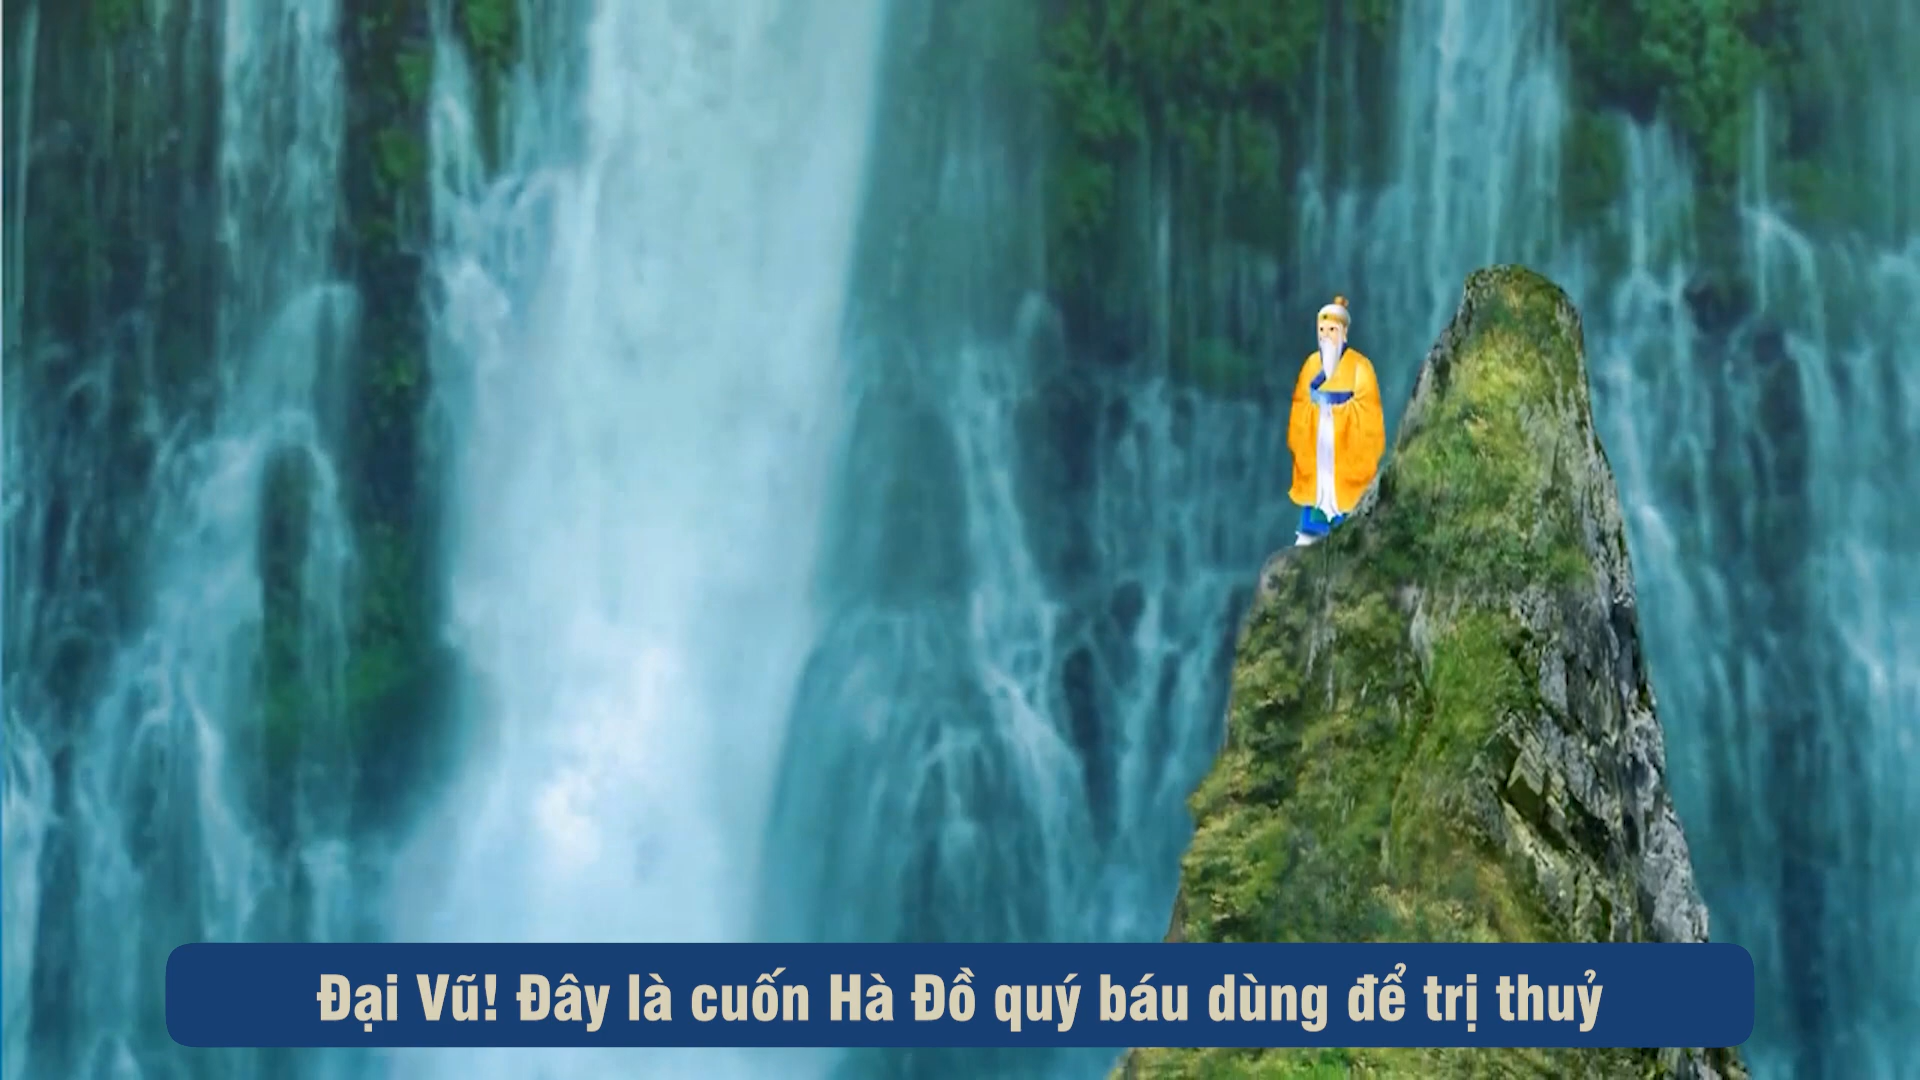 Đại Vũ! Đây là cuốn Hà Đồ quý báu dùng để trị thuỷ